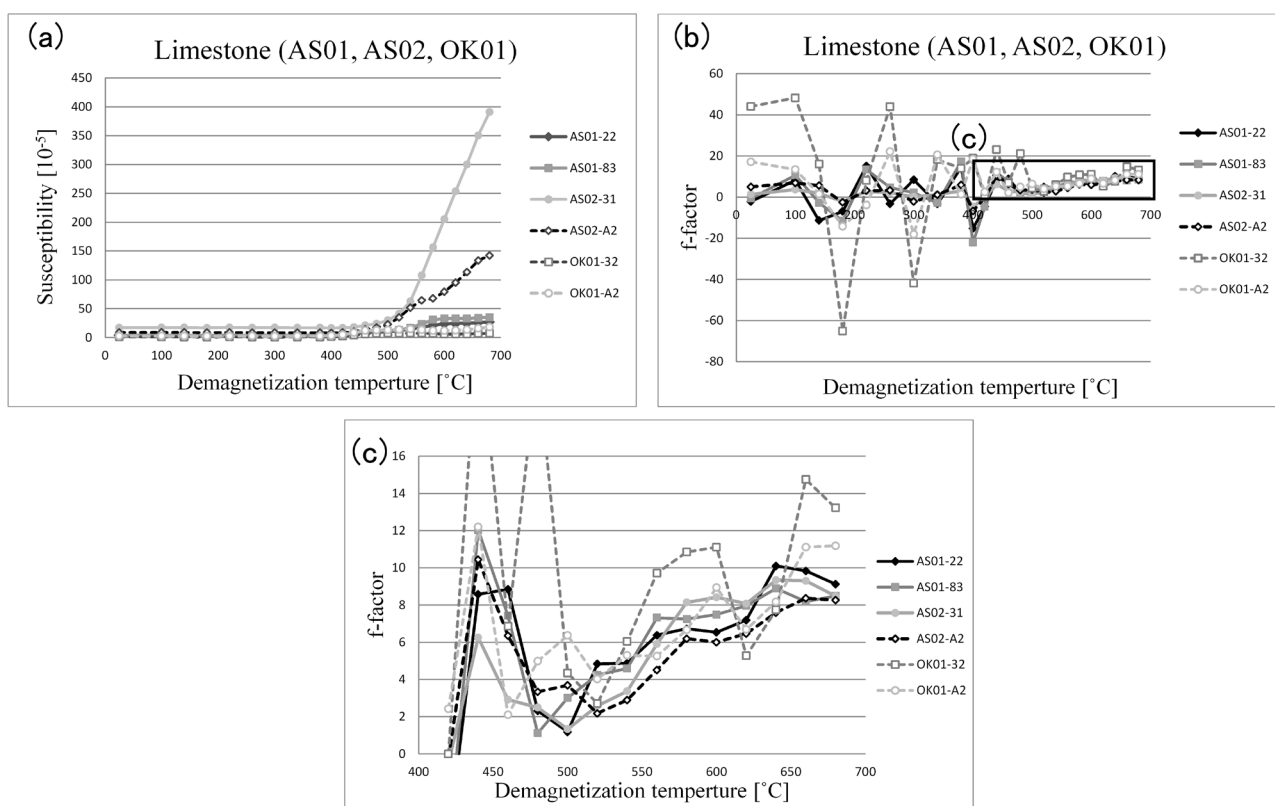 (a)
Limestone (AS01, AS02, OK01)
Susceptibility [10⁻⁵]
450
400
350
300
250
200
150
100
50
0
0 100 200 300 400 500 600 700
Demagnetization temperture [˚C]
AS01-22
AS01-83
AS02-31
AS02-A2
OK01-32
OK01-A2
(b)
Limestone (AS01, AS02, OK01)
f-factor
60
40
20
0
-20
-40
-60
-80
0 100 200 300 400 500 600 700
(c)
Demagnetization temperture [˚C]
AS01-22
AS01-83
AS02-31
AS02-A2
OK01-32
OK01-A2
(c)
f-factor
16
14
12
10
8
6
4
2
0
400 450 500 550 600 650 700
Demagnetization temperture [˚C]
AS01-22
AS01-83
AS02-31
AS02-A2
OK01-32
OK01-A2